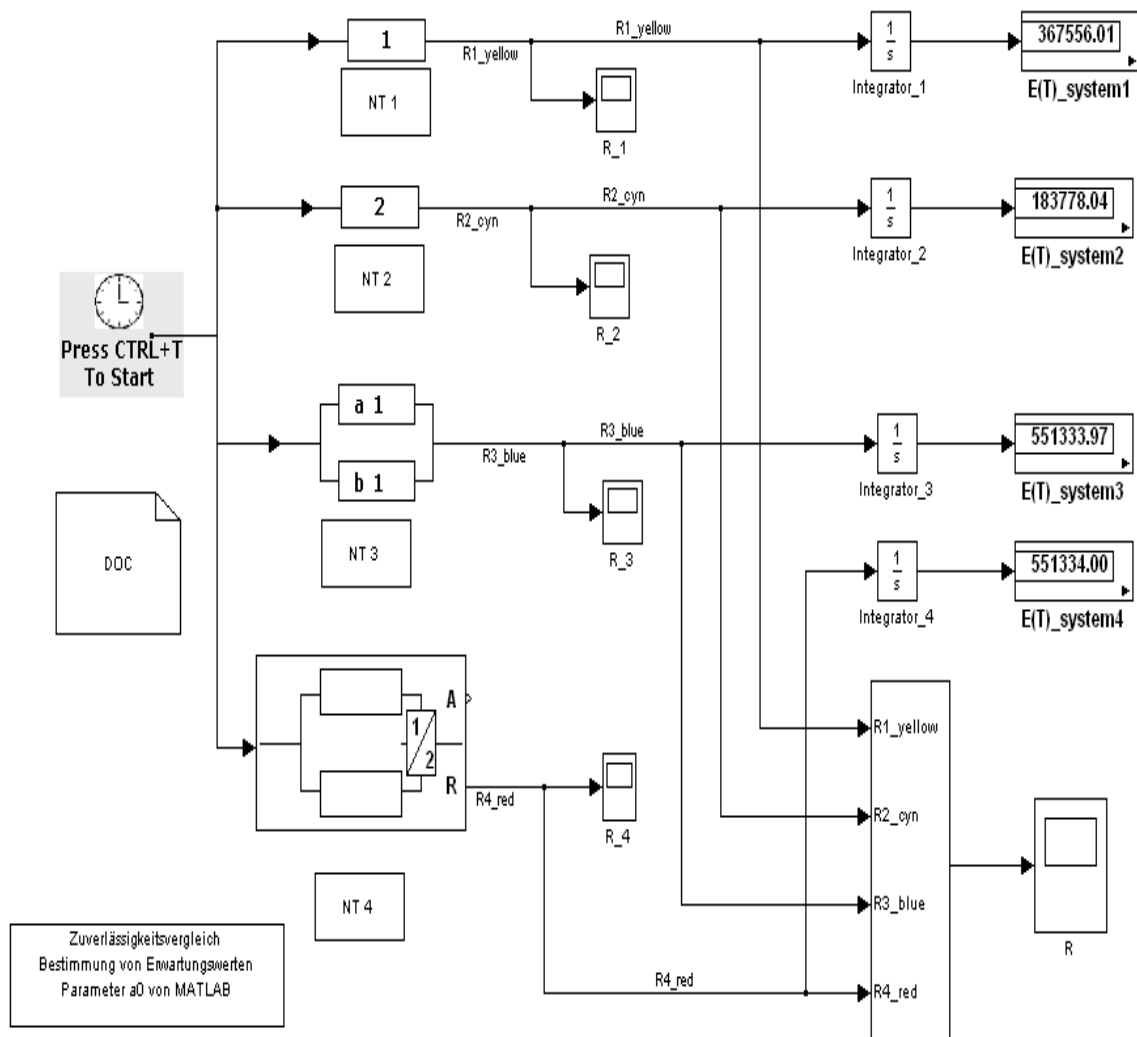 1
R1_yellow
R1_yellow
1
s
367556.01
NT 1
R_1
Integrator_1
E(T)_system1
2
R2_cyn
R2_cyn
1
s
183778.04
NT 2
R_2
Integrator_2
E(T)_system2
Press CTRL+T
To Start
a 1
b 1
R3_blue
R3_blue
1
s
551333.97
NT 3
R_3
Integrator_3
E(T)_system3
DOC
1
s
551334.00
Integrator_4
E(T)_system4
A
1
2
R
R4_red
R_4
NT 4
R1_yellow
R2_cyn
R3_blue
R4_red
R4_red
R
Zuverlässigkeitsvergleich
Bestimmung von Erwartungswerten
Parameter a0 von MATLAB